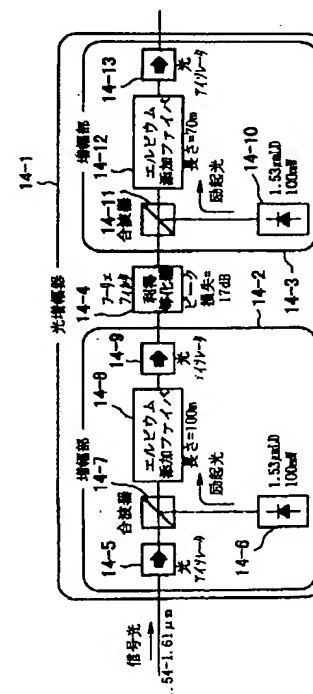 14-1
光増幅器
増幅部
14-5
光
アイソレータ
14-7
合波器
14-8
エルビウム
添加ファイバ
長さ=100m
励起光
14-9
光
アイソレータ
1.53μmLD
100mW
14-6
14-2
14-4
フーリェ
フィルタ
利得
等化器
ピーク
損失=
17dB
増幅部
14-11
合波器
14-12
エルビウム
添加ファイバ
長さ=70m
励起光
14-13
光
アイソレータ
14-10
1.53μmLD
100mW
14-3
信号光
.54-1.61μm